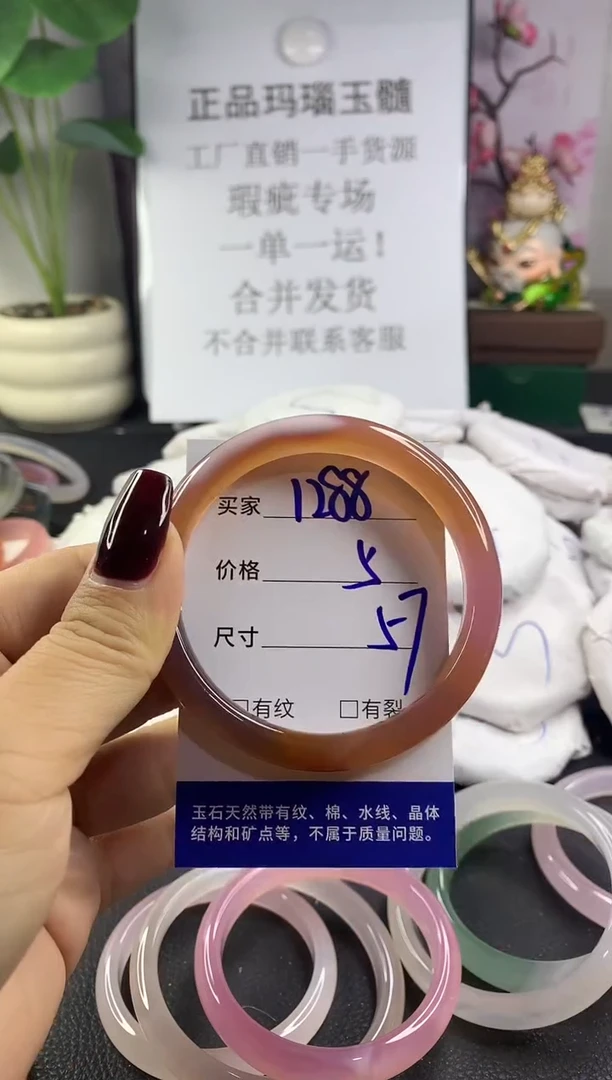 正品玛瑙玉髓
工厂直销一手货源
瑕疵专场
一单一运！
合并发货
不合并联系客服
买家 1288
价格 5
尺寸 57
□有纹 □有裂
玉石天然带有纹、棉、水线、晶体
结构和矿点等，不属于质量问题。